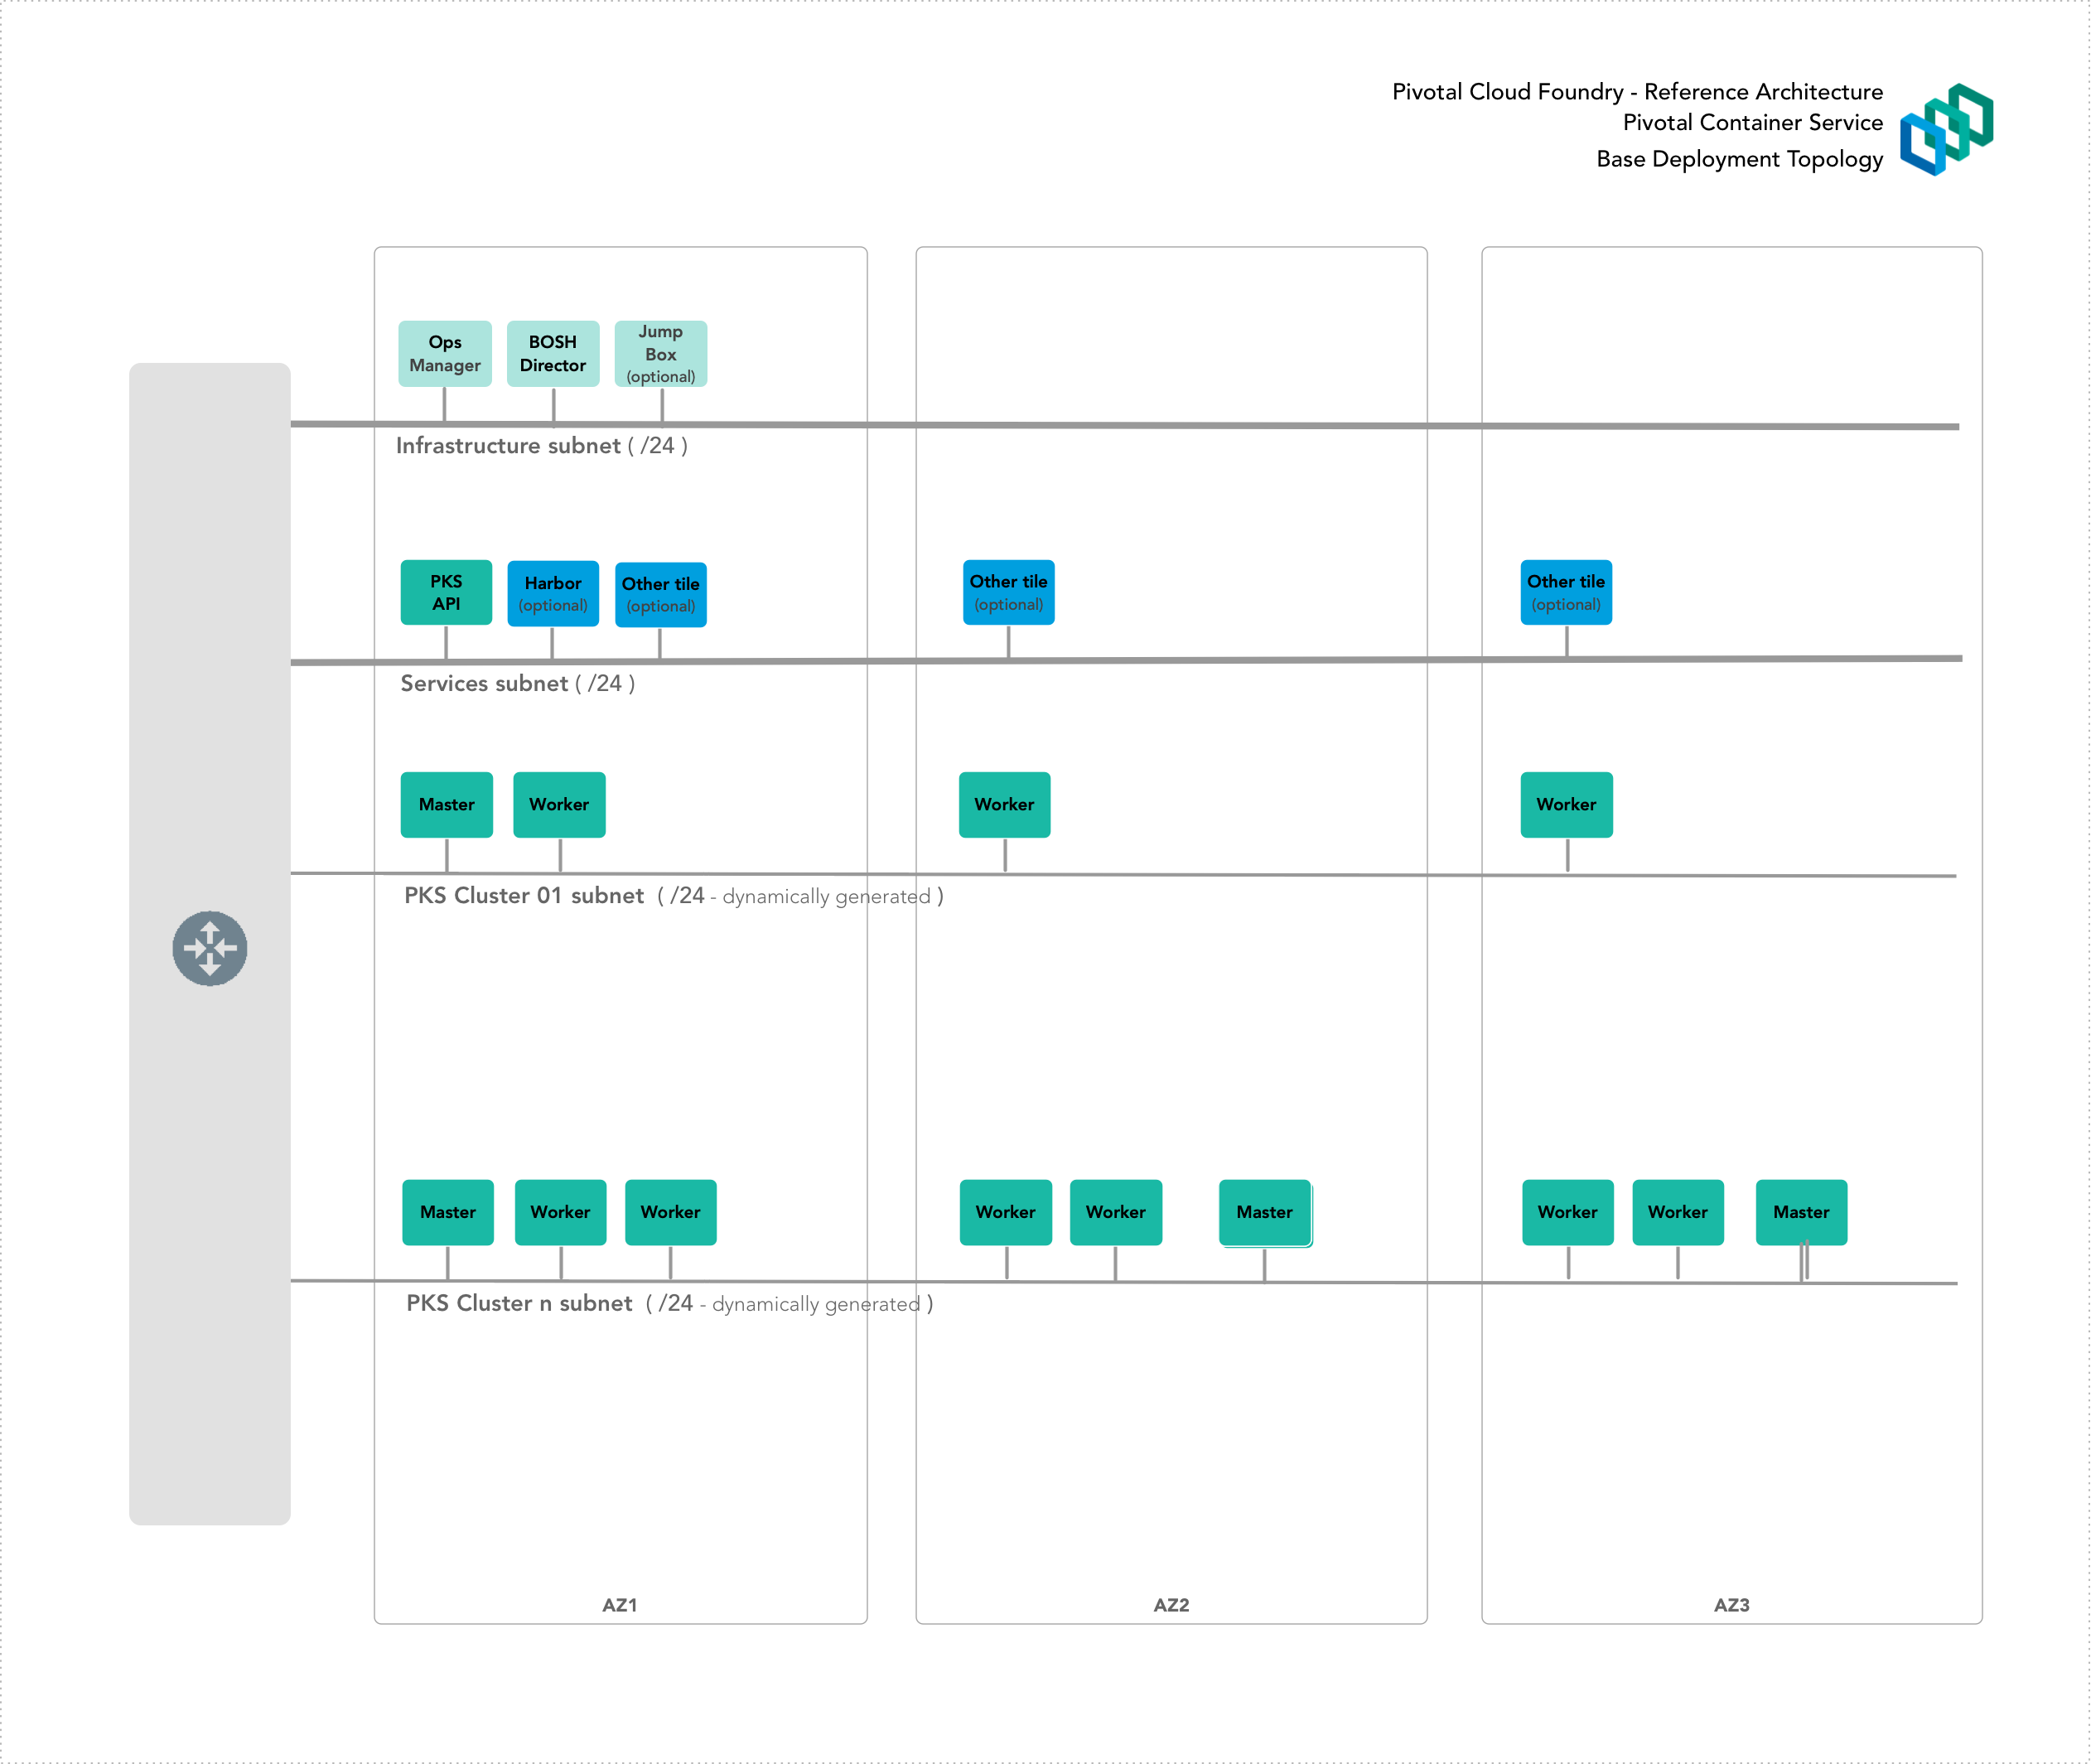 Pivotal Cloud Foundry - Reference Architecture
Pivotal Container Service
Base Deployment Topology
Ops
Manager
BOSH
Director
Jump
Box
(optional)
Infrastructure subnet ( /24 )
PKS
API
Harbor
(optional)
Other tile
(optional)
Other tile
(optional)
Other tile
(optional)
Services subnet ( /24 )
Master
Worker
Worker
Worker
PKS Cluster 01 subnet ( /24 - dynamically generated )
Master
Worker
Worker
Worker
Worker
Master
Worker
Worker
Master
PKS Cluster n subnet ( /24 - dynamically generated )
AZ1
AZ2
AZ3